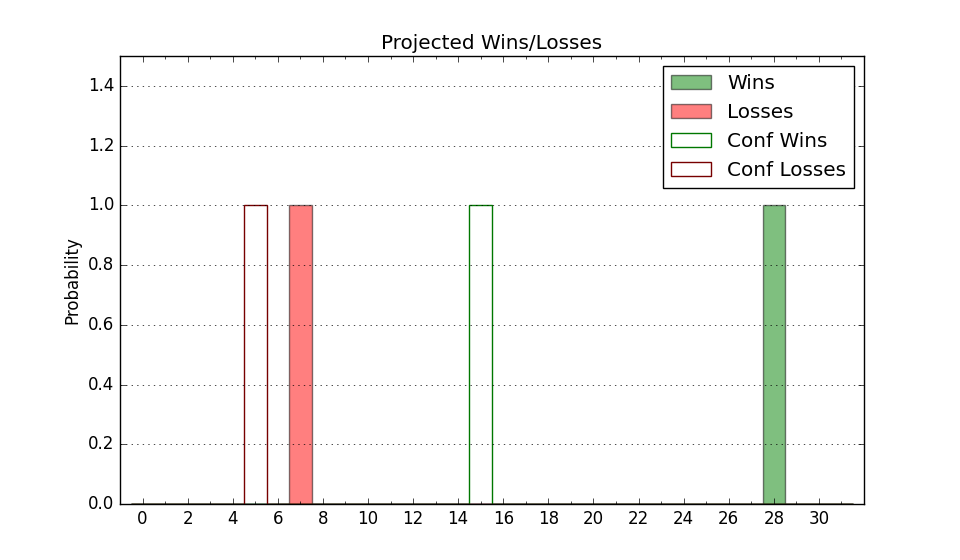 Projected Wins/Losses
Wins
Losses
Conf Wins
Conf Losses
Probability
1.4
1.2
1.0
0.8
0.6
0.4
0.2
0.0
0 2 4 6 8 10 12 14 16 18 20 22 24 26 28 30